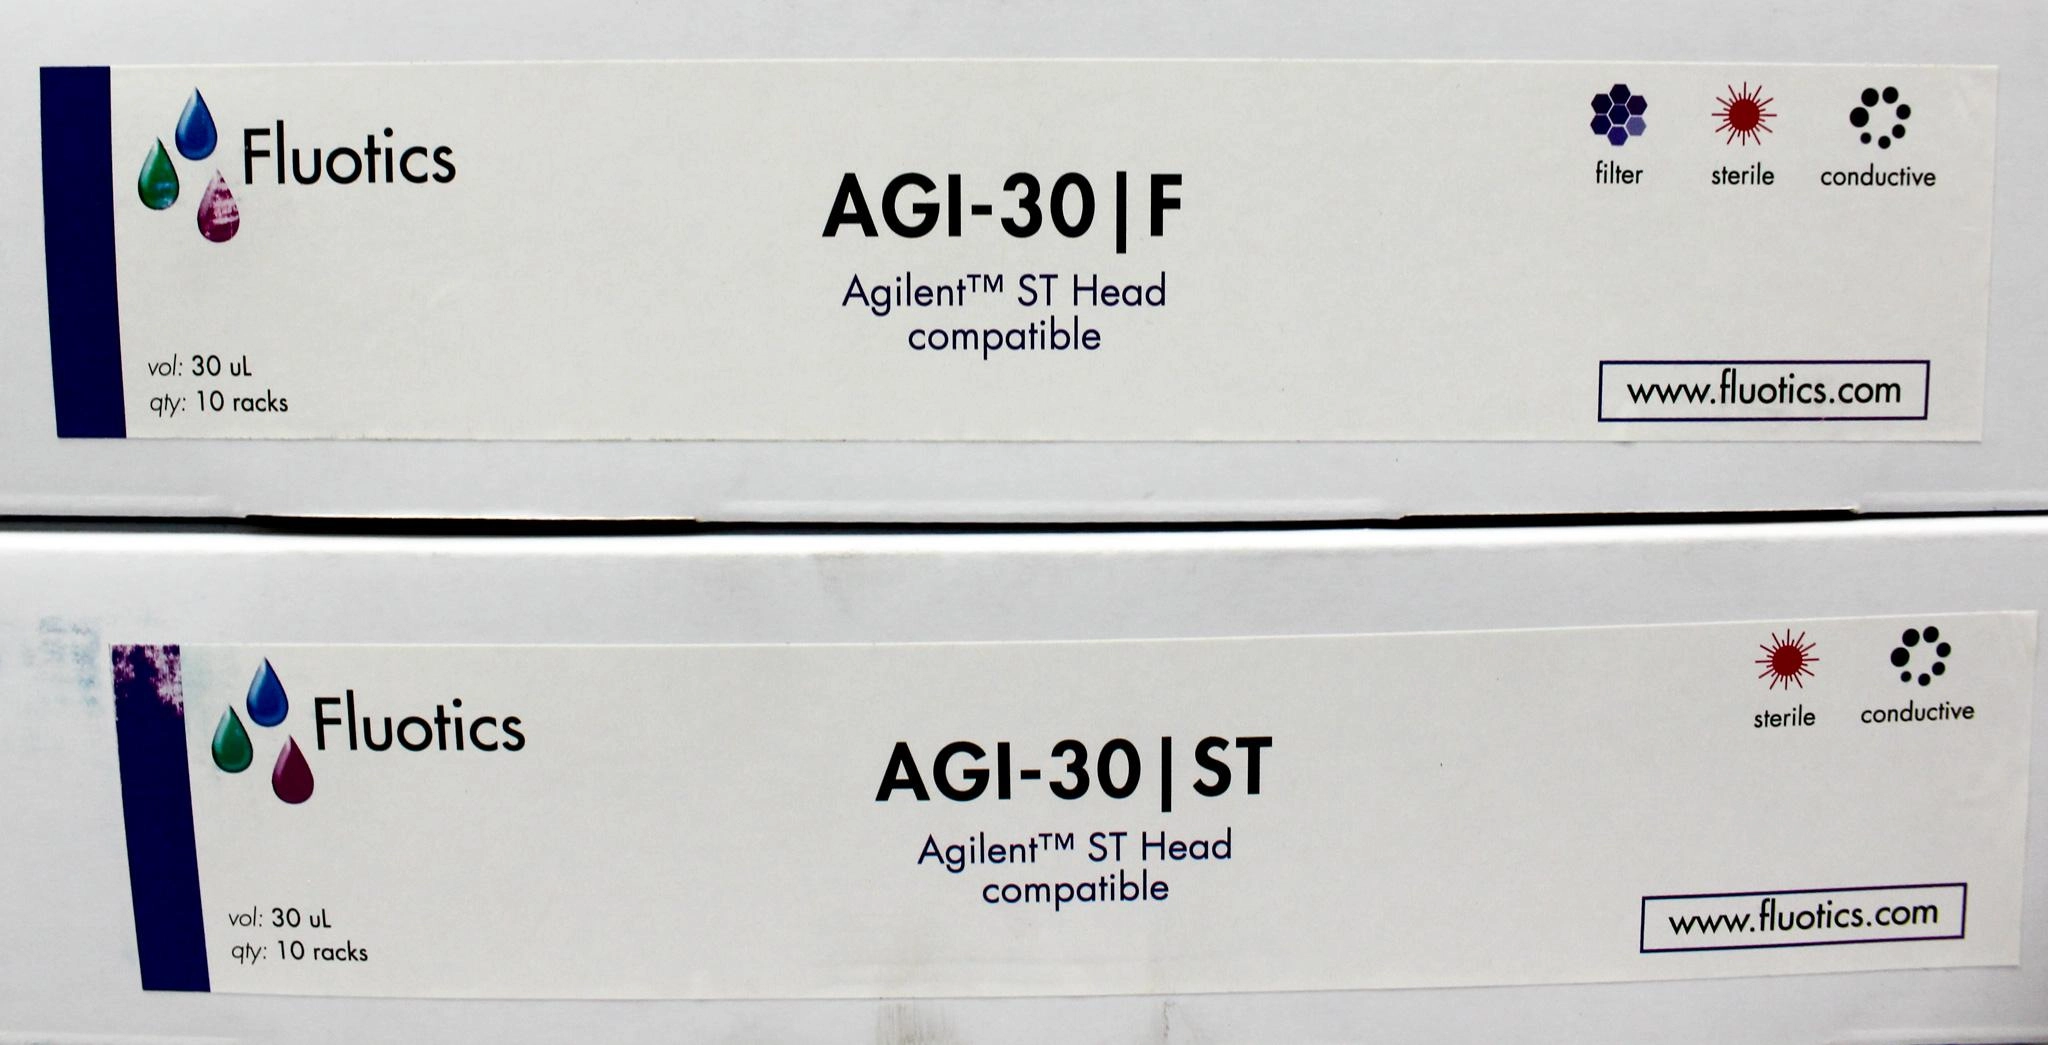 Fluotics
filter sterile conductive
AGI-30|F
Agilent™ ST Head
compatible
vol: 30 uL
qty: 10 racks
www.fluotics.com
Fluotics
sterile conductive
AGI-30|ST
Agilent™ ST Head
compatible
vol: 30 uL
qty: 10 racks
www.fluotics.com